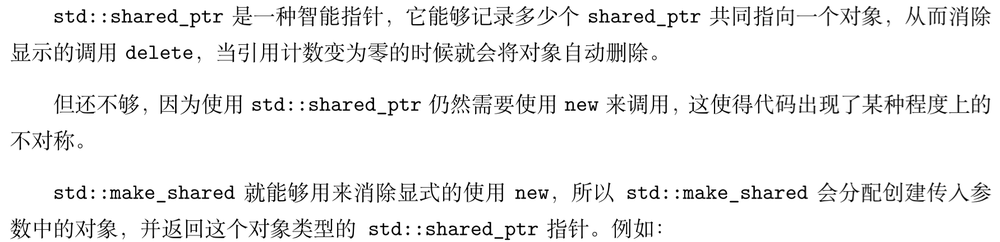 std::shared_ptr 是一种智能指针，它能够记录多少个 shared_ptr 共同指向一个对象，从而消除
显示的调用 delete，当引用计数变为零的时候就会将对象自动删除。
但还不够，因为使用 std::shared_ptr 仍然需要使用 new 来调用，这使得代码出现了某种程度上的
不对称。
std::make_shared 就能够用来消除显式的使用 new，所以 std::make_shared 会分配创建传入参
数中的对象，并返回这个对象类型的 std::shared_ptr 指针。例如：